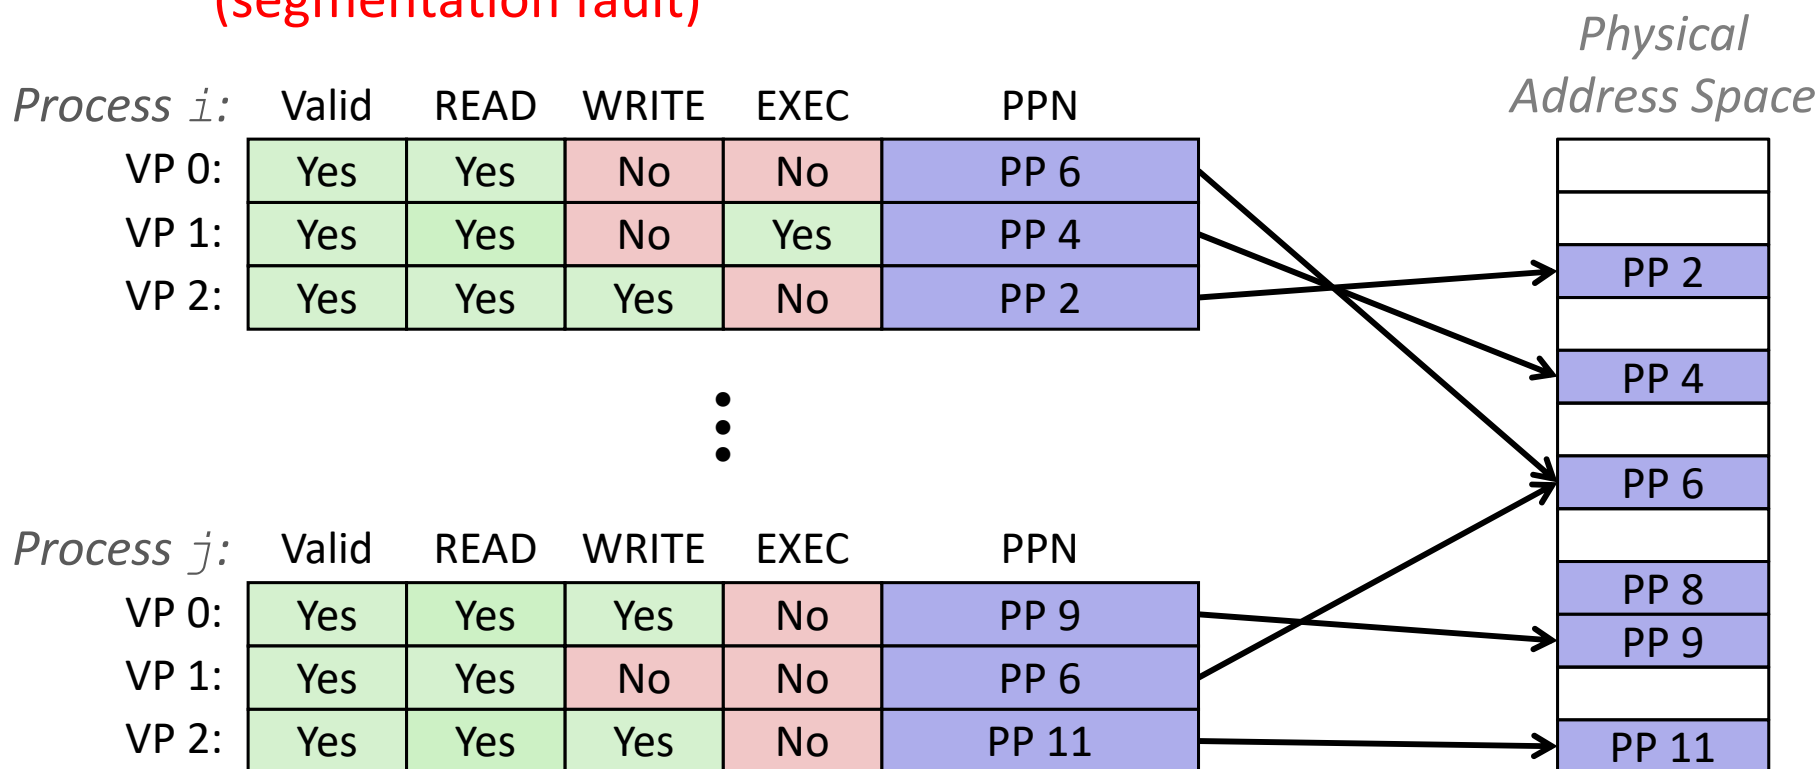 (segmentation fault)
Physical
Address Space
Process i: Valid READ WRITE EXEC PPN
VP 0: Yes Yes No No PP 6
VP 1: Yes Yes No Yes PP 4
VP 2: Yes Yes Yes No PP 2
PP 2
PP 4
PP 6
PP 8
PP 9
PP 11
Process j: Valid READ WRITE EXEC PPN
VP 0: Yes Yes Yes No PP 9
VP 1: Yes Yes No No PP 6
VP 2: Yes Yes Yes No PP 11